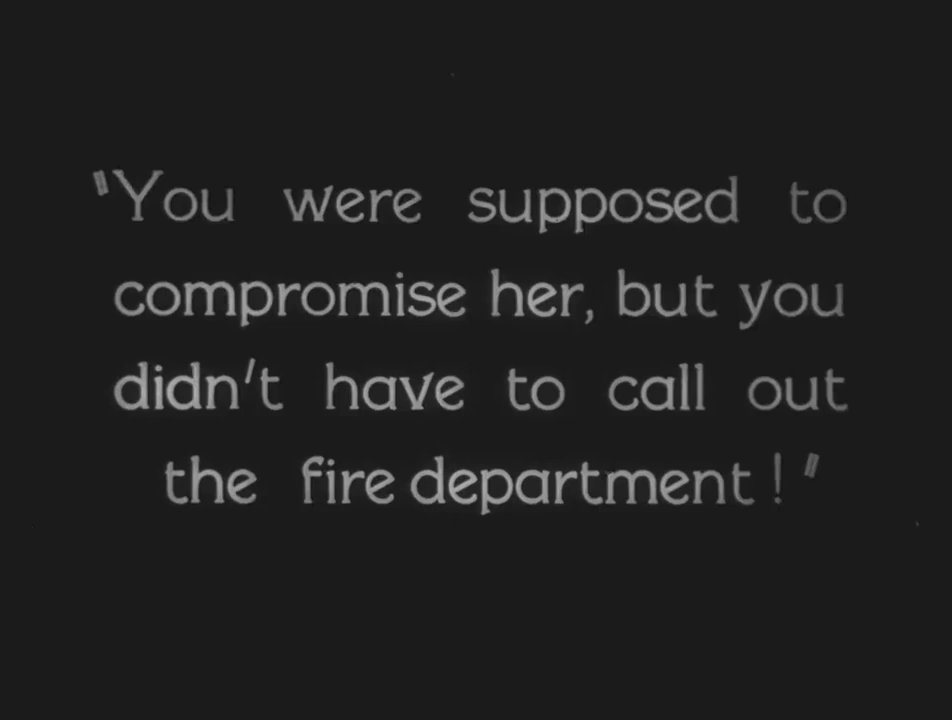 "You were supposed to
compromise her, but you
didn't have to call out
the fire department!"